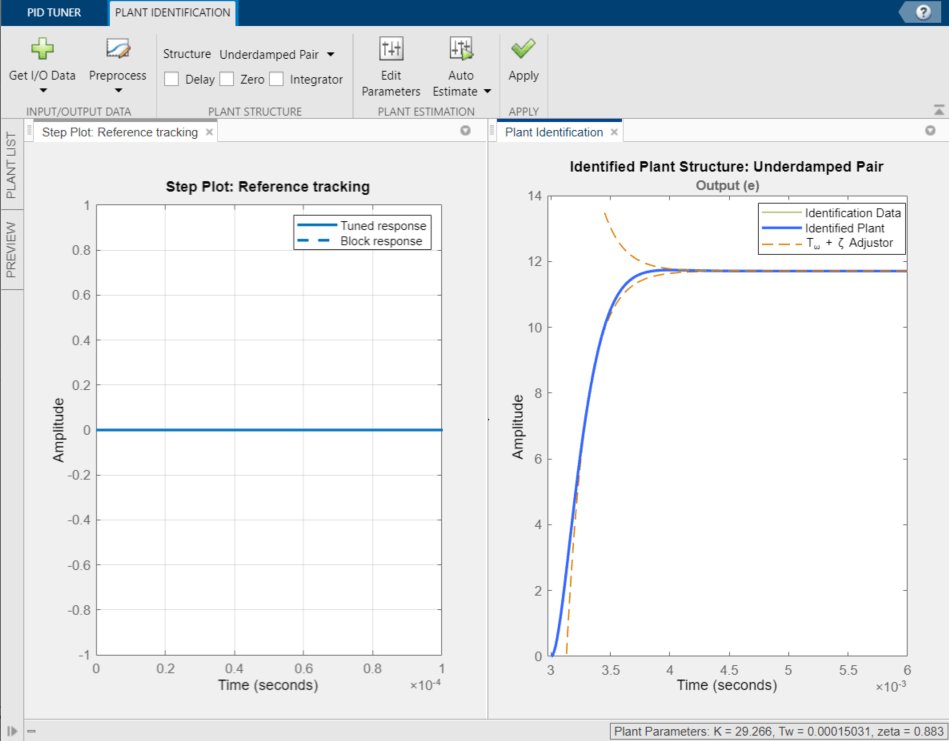 PID TUNER
PLANT IDENTIFICATION
?
Get I/O Data
Preprocess
Structure Underdamped Pair
Delay Zero Integrator
Edit Parameters
Auto Estimate
Apply
INPUT/OUTPUT DATA
PLANT STRUCTURE
PLANT ESTIMATION
APPLY
PLANT LIST
PREVIEW
Step Plot: Reference tracking ×
Step Plot: Reference tracking
Tuned response
Block response
Amplitude
1
0.8
0.6
0.4
0.2
0
-0.2
-0.4
-0.6
-0.8
-1
0 0.2 0.4 0.6 0.8 1
Time (seconds)
×10⁻⁴
Plant Identification ×
Identified Plant Structure: Underdamped Pair
Output (e)
Identification Data
Identified Plant
T_ω + ζ Adjustor
Amplitude
14
12
10
8
6
4
2
0
3 3.5 4 4.5 5 5.5 6
Time (seconds)
×10⁻³
Plant Parameters: K = 29.266, Tw = 0.00015031, zeta = 0.883